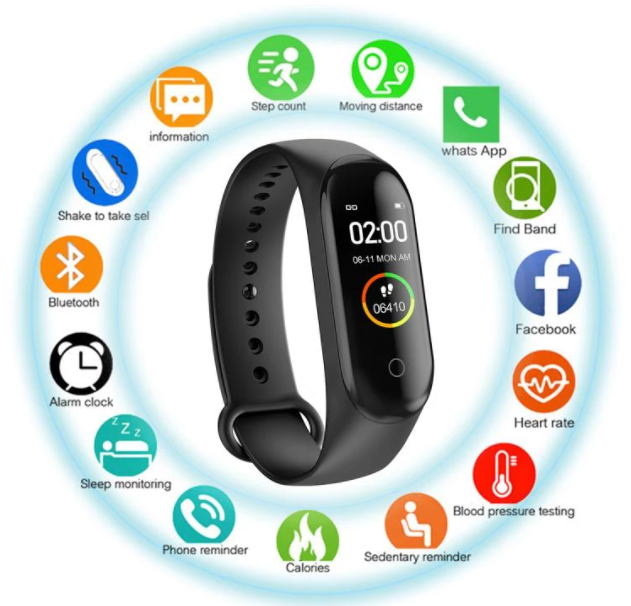 Step count
Moving distance
whats App
Find Band
Facebook
Heart rate
Blood pressure testing
Sedentary reminder
Calories
Phone reminder
Sleep monitoring
Z Z Z
Alarm clock
Bluetooth
Shake to take sel
information
02:00
06-11 MON AM
06410